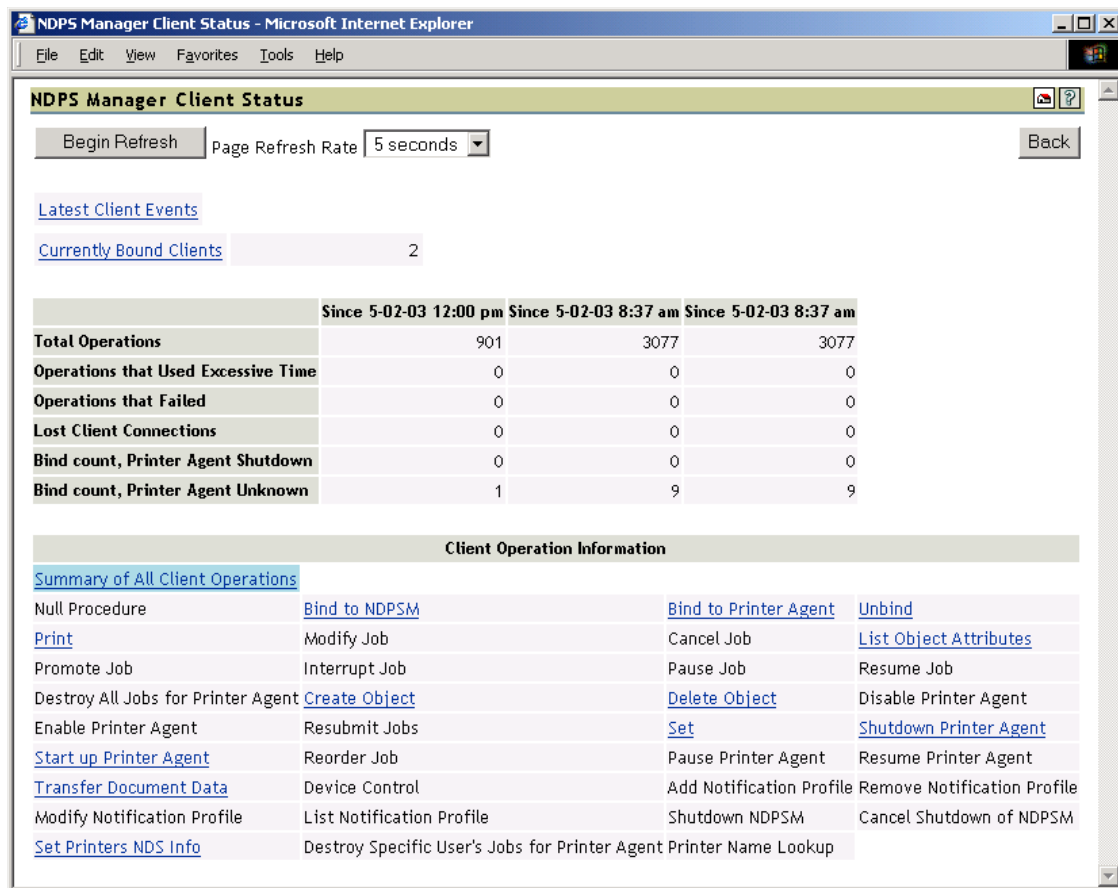 NDPS Manager Client Status - Microsoft Internet Explorer
File Edit View Favorites Tools Help
NDPS Manager Client Status
Begin Refresh Page Refresh Rate 5 seconds Back
Latest Client Events
Currently Bound Clients 2
Since 5-02-03 12:00 pm Since 5-02-03 8:37 am Since 5-02-03 8:37 am
Total Operations 901 3077 3077
Operations that Used Excessive Time 0 0 0
Operations that Failed 0 0 0
Lost Client Connections 0 0 0
Bind count, Printer Agent Shutdown 0 0 0
Bind count, Printer Agent Unknown 1 9 9
Client Operation Information
Summary of All Client Operations
Null Procedure Bind to NDPSM Bind to Printer Agent Unbind
Print Modify Job Cancel Job List Object Attributes
Promote Job Interrupt Job Pause Job Resume Job
Destroy All Jobs for Printer Agent Create Object Delete Object Disable Printer Agent
Enable Printer Agent Resubmit Jobs Set Shutdown Printer Agent
Start up Printer Agent Reorder Job Pause Printer Agent Resume Printer Agent
Transfer Document Data Device Control Add Notification Profile Remove Notification Profile
Modify Notification Profile List Notification Profile Shutdown NDPSM Cancel Shutdown of NDPSM
Set Printers NDS Info Destroy Specific User's Jobs for Printer Agent Printer Name Lookup